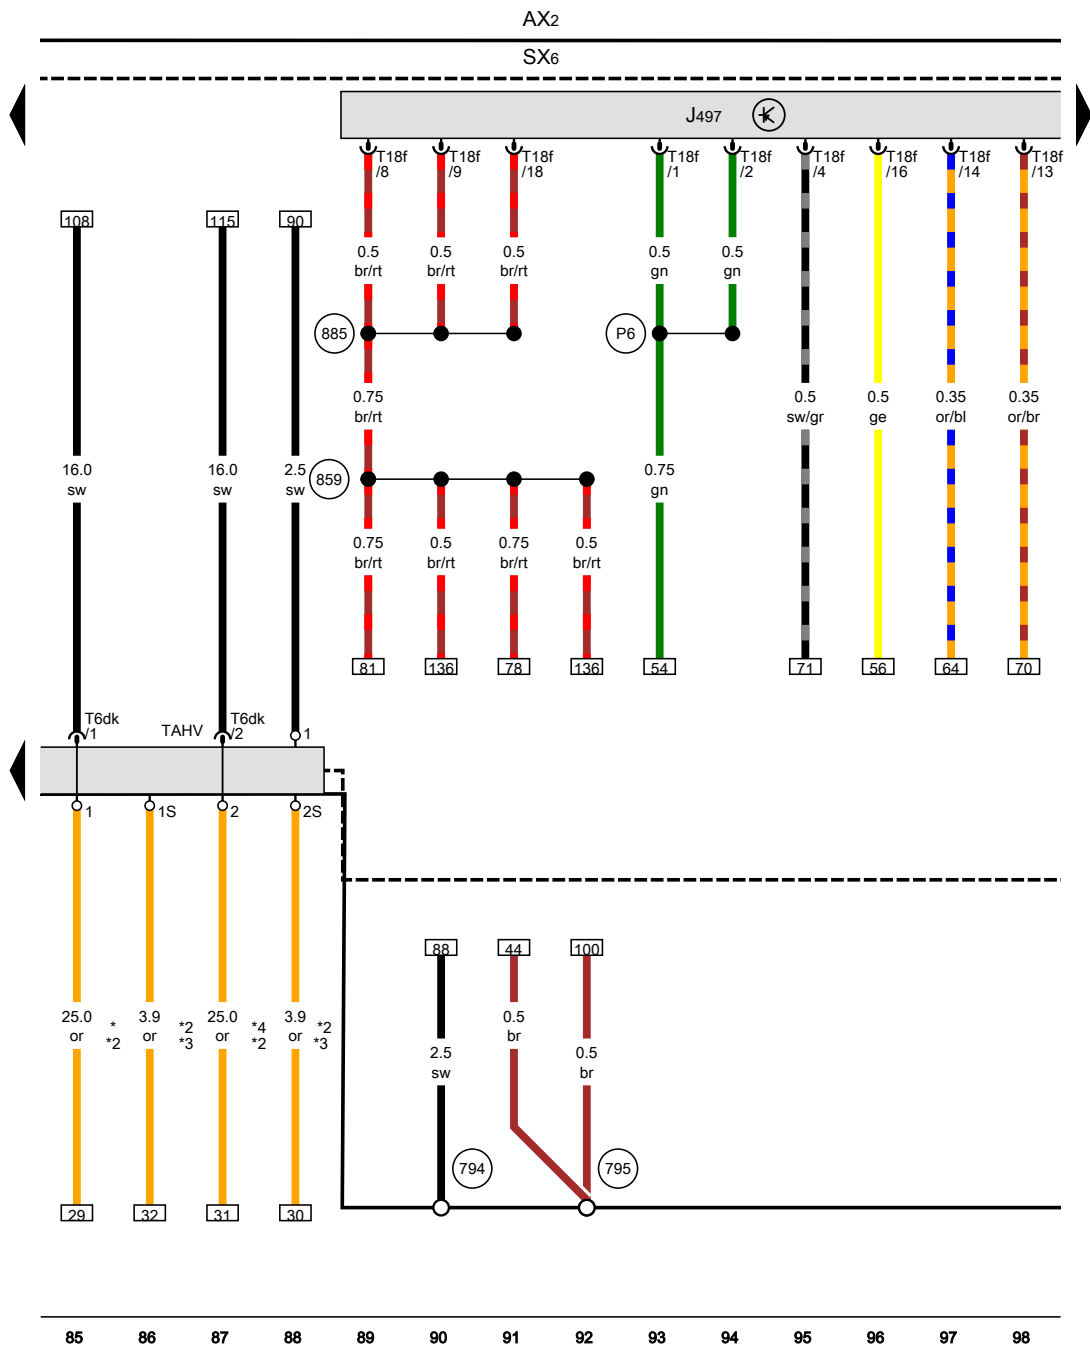 AX2
SX6
J497
T18f T18f T18f T18f T18f T18f T18f T18f T18f
/8 /9 /18 /1 /2 /4 /16 /14 /13
108 115 90
0.5 0.5 0.5 0.5 0.5
br/rt br/rt br/rt gn gn
885 P6
0.75 0.5 0.5 0.35 0.35
br/rt sw/gr ge or/bl or/br
16.0 16.0 2.5 859 0.75
sw sw sw gn
0.75 0.5 0.75 0.5
br/rt br/rt br/rt br/rt
81 136 78 136 54 71 56 64 70
T6dk T6dk
/1 TAHV /2 1
1 1S 2 2S
88 44 100
25.0 * 3.9 *2 25.0 *4 3.9 *2 0.5
or *2 or *3 or *2 or *3 br
2.5 0.5
sw br
794 795
29 32 31 30
85 86 87 88 89 90 91 92 93 94 95 96 97 98